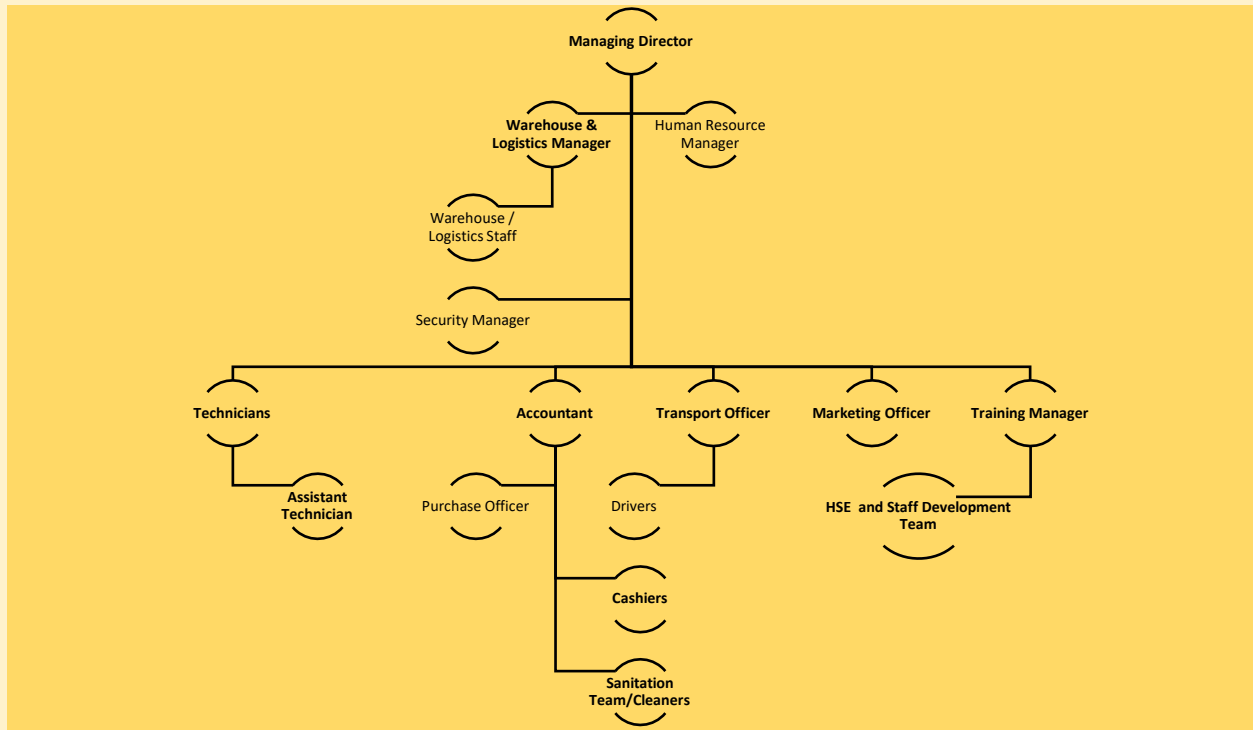 Managing Director
Warehouse &
Logistics Manager
Human Resource
Manager
Warehouse /
Logistics Staff
Security Manager
Technicians
Accountant
Transport Officer
Marketing Officer
Training Manager
Assistant
Technician
Purchase Officer
Drivers
HSE and Staff Development
Team
Cashiers
Sanitation
Team/Cleaners